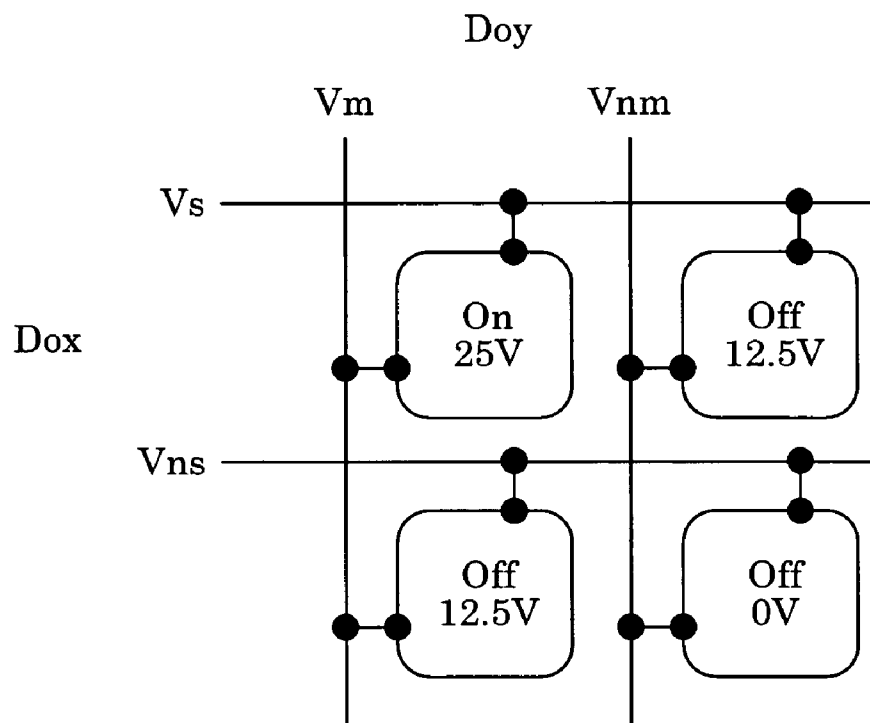 Doy
Vm Vnm
Vs
On Off
25V 12.5V
Dox
Vns
Off Off
12.5V 0V